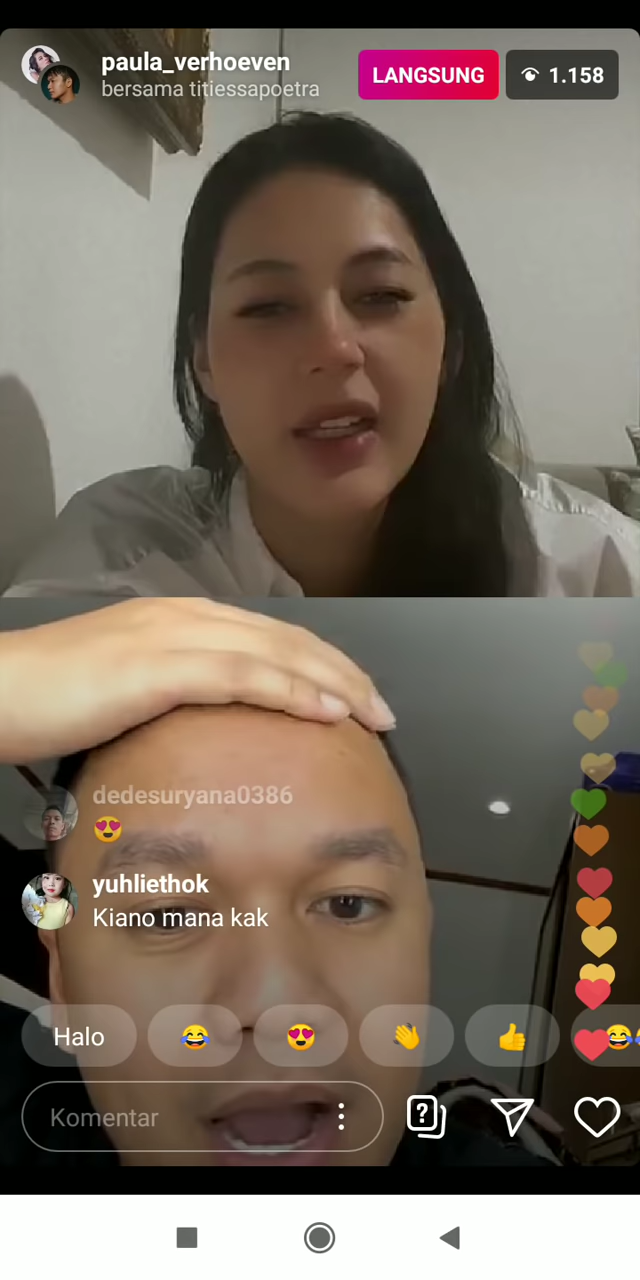 paula_verhoeven
bersama titiessapoetra
LANGSUNG
1.158
dedesuryana0386
😍
yuhliethok
Kiano mana kak
Halo 😂 😍 👋 👍 😂
Komentar